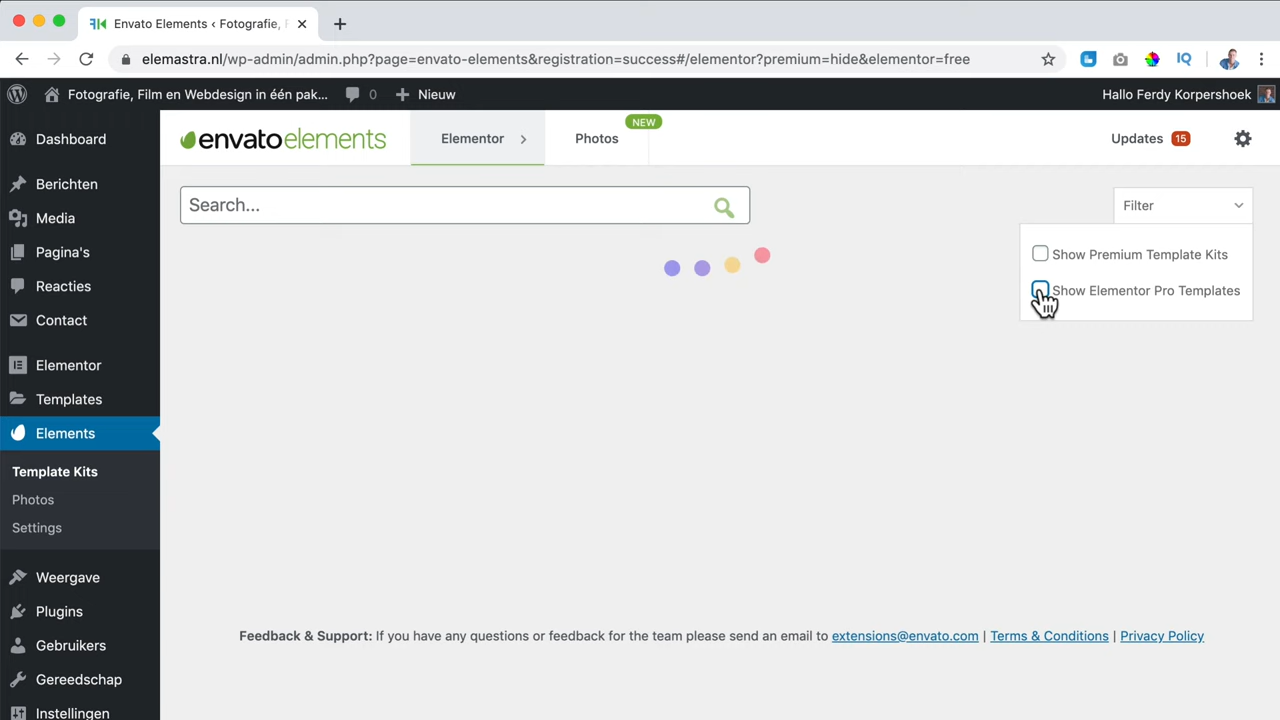 Envato Elements ‹ Fotografie, F
elemastra.nl/wp-admin/admin.php?page=envato-elements&registration=success#/elementor?premium=hide&elementor=free
IQ
Fotografie, Film en Webdesign in één pak... 0 Nieuw
Hallo Ferdy Korpershoek
Dashboard
Berichten
Media
Pagina's
Reacties
Contact
Elementor
Templates
Elements
Template Kits
Photos
Settings
Weergave
Plugins
Gebruikers
Gereedschap
Instellingen
envatoelements
Elementor
Photos
NEW
Updates 15
Search...
Filter
Show Premium Template Kits
Show Elementor Pro Templates
Feedback & Support: If you have any questions or feedback for the team please send an email to extensions@envato.com | Terms & Conditions | Privacy Policy